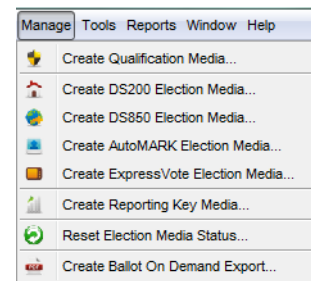 Manage Tools Reports Window Help
Create Qualification Media...
Create DS200 Election Media...
Create DS850 Election Media...
Create AutoMARK Election Media...
Create ExpressVote Election Media...
Create Reporting Key Media...
Reset Election Media Status...
Create Ballot On Demand Export...